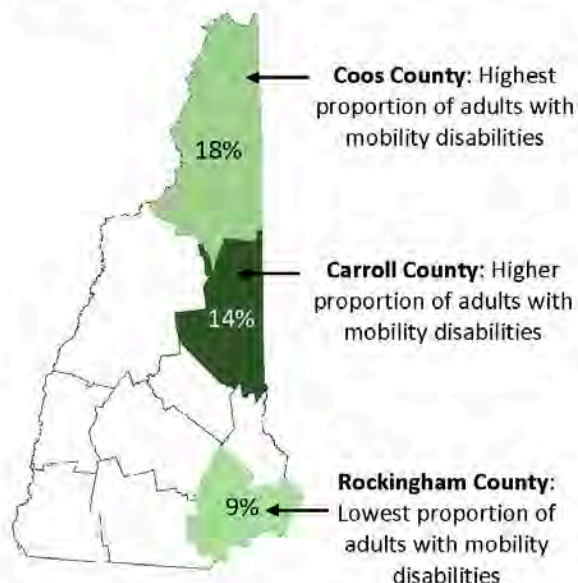 Coos County: Highest
proportion of adults with
mobility disabilities
18%
Carroll County: Higher
proportion of adults with
mobility disabilities
14%
Rockingham County:
Lowest proportion of
adults with mobility
disabilities
9%